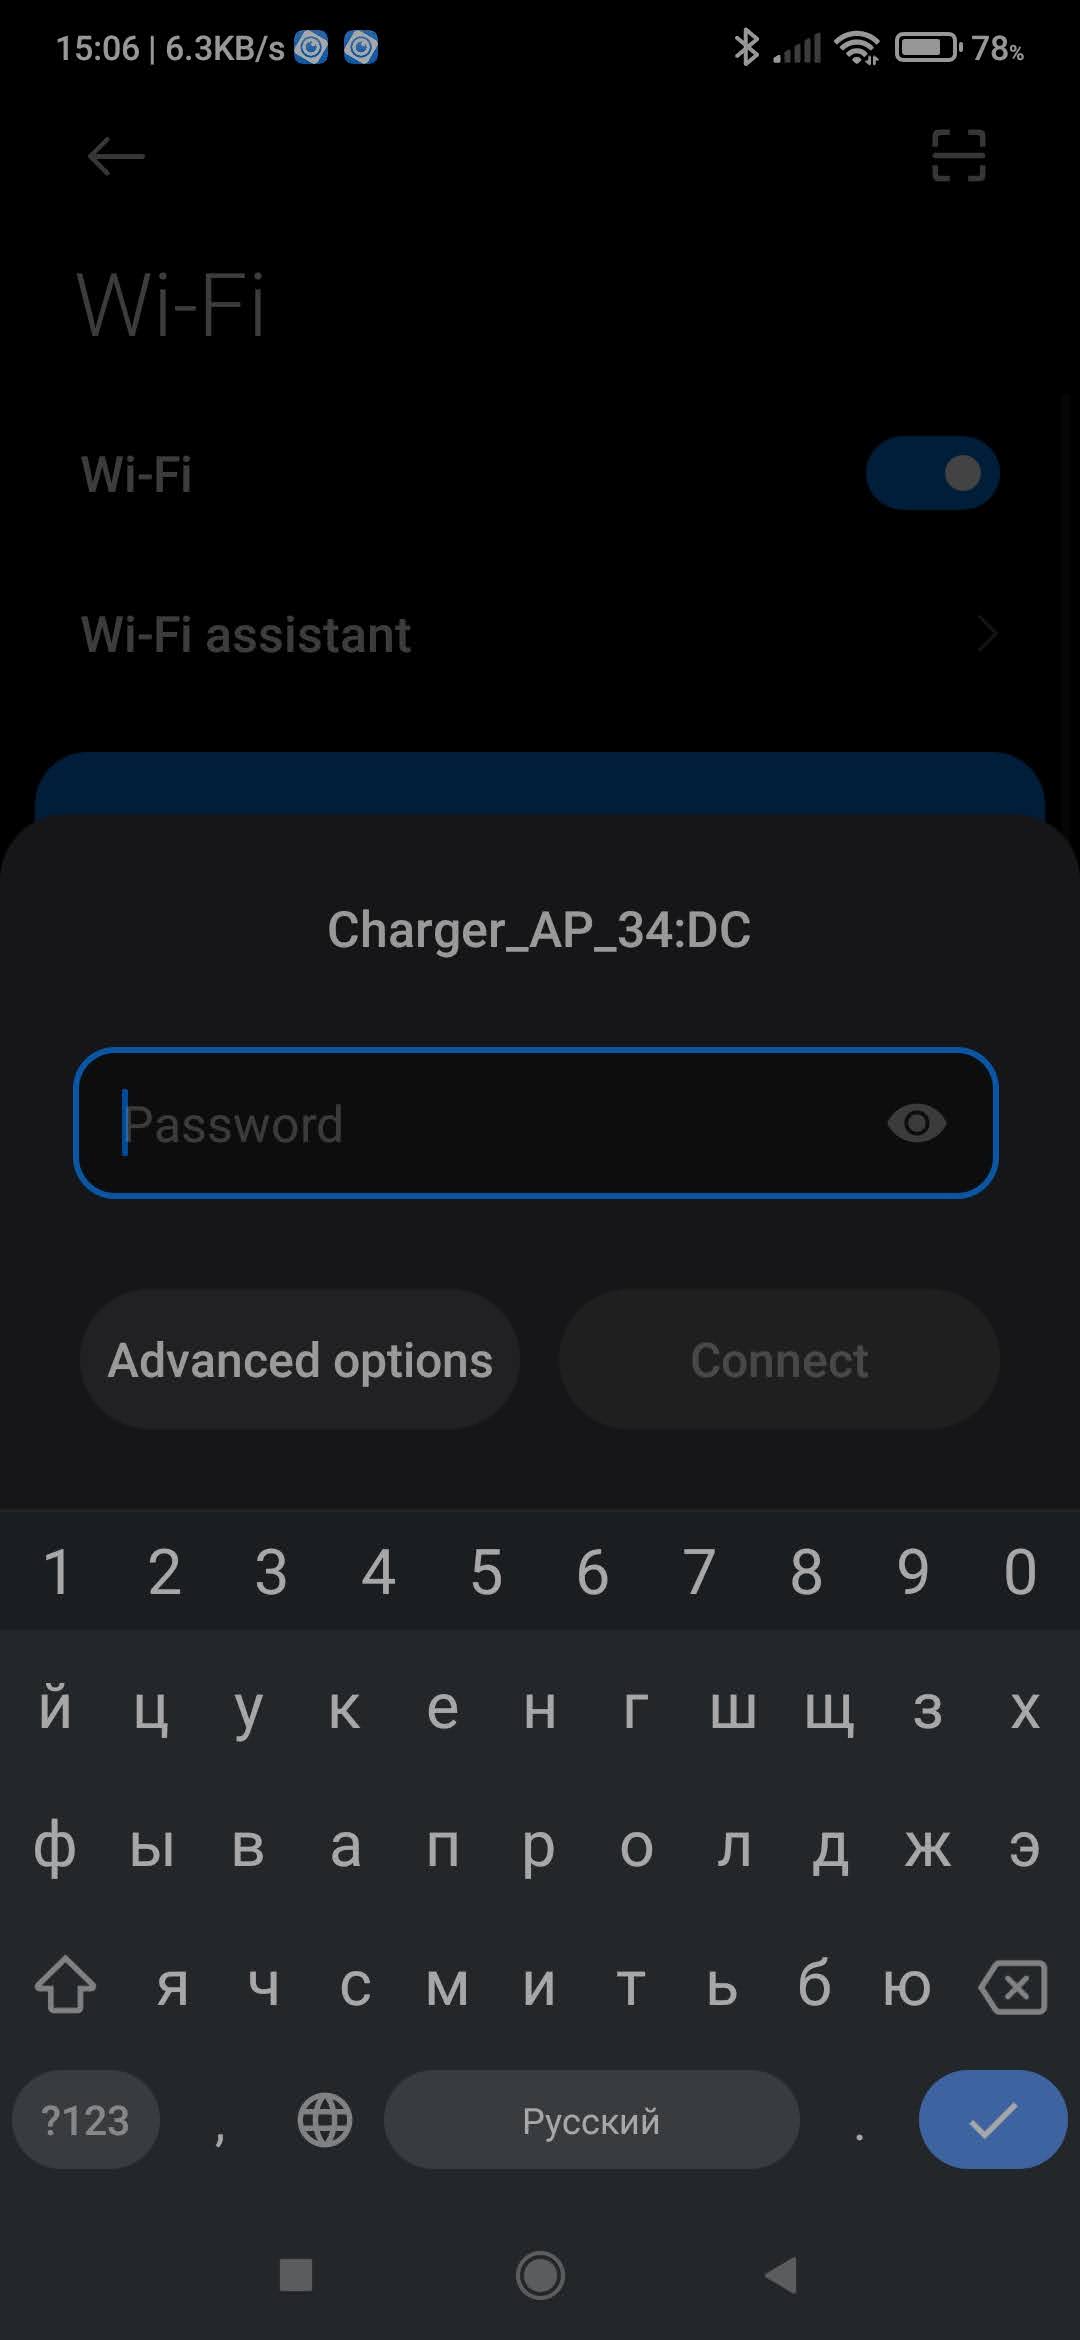 15:06 | 6.3KB/s 78%
Wi-Fi
Wi-Fi
Wi-Fi assistant
Charger_AP_34:DC
Password
Advanced options Connect
1 2 3 4 5 6 7 8 9 0
й ц у к е н г ш щ з х
ф ы в а п р о л д ж э
я ч с м и т ь б ю
?123 , Русский .